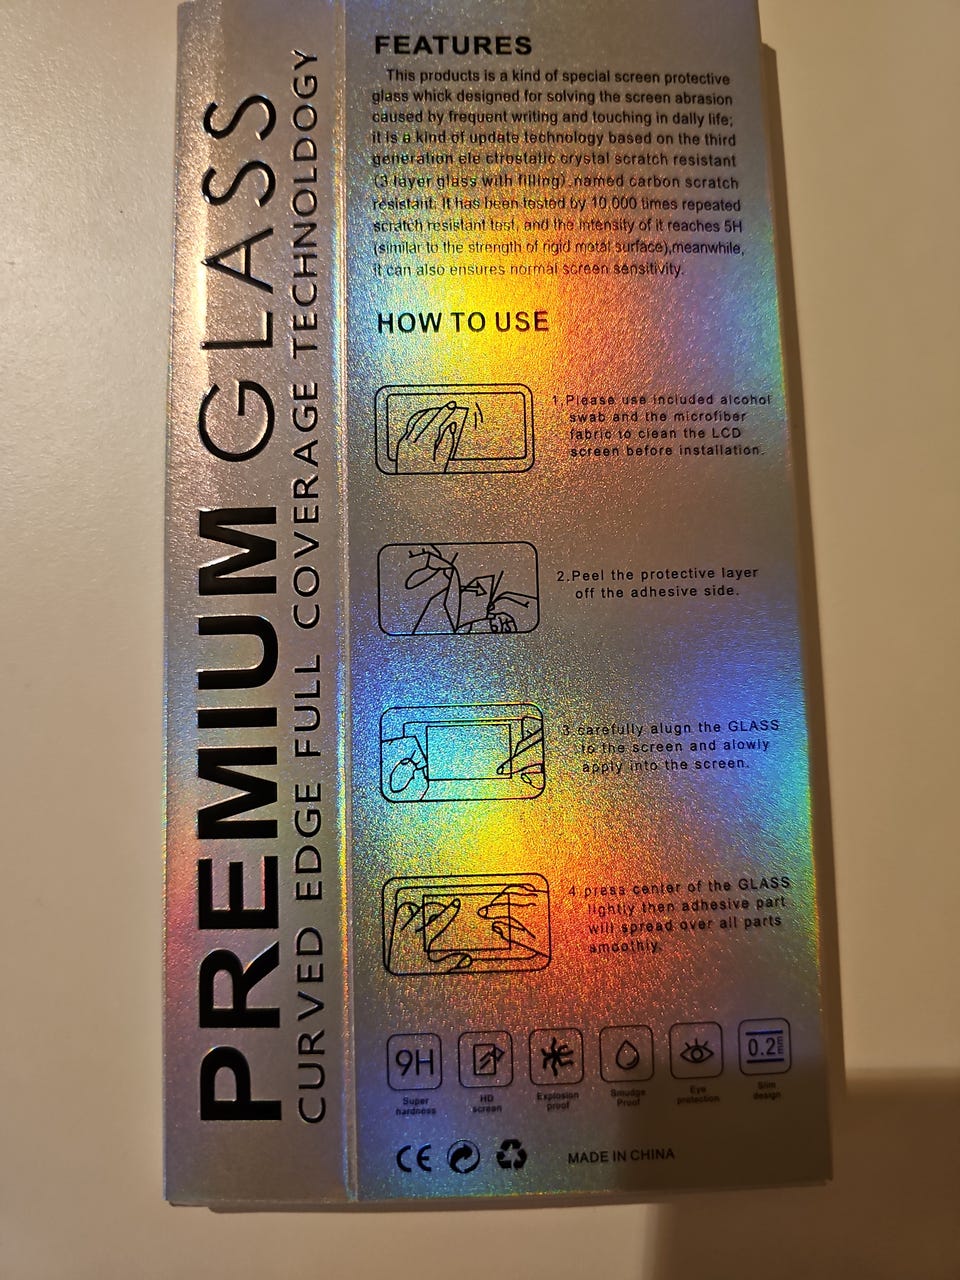 PREMIUM GLASS
CURVED EDGE FULL COVERAGE TECHNOLDOGY
FEATURES
This products is a kind of special screen protective
glass whick designed for solving the screen abrasion
caused by frequent writing and touching in daily life;
it is a kind of update technology based on the third
generation ele ctrostatic crystal scratch resistant
(3 layer glass with filling),named carbon scratch
resistant. It has been tested by 10,000 times repeated
scratch resistant test, and the intensity of it reaches 5H
(similar to the strength of rigid metal surface),meanwhile,
it can also ensures normal screen sensitivity.
HOW TO USE
1.Please use included alcohol
swab and the microfiber
fabric to clean the LCD
screen before installation.
2.Peel the protective layer
off the adhesive side.
3.carefully alugn the GLASS
to the screen and alowly
apply into the screen.
4.press center of the GLASS
lightly then adhesive part
will spread over all parts
smoothly.
9H
Super
hardness
HD
screen
Explosion
proof
Smudge
Proof
Eye
protection
0.2mm
Slim
design
CE
MADE IN CHINA